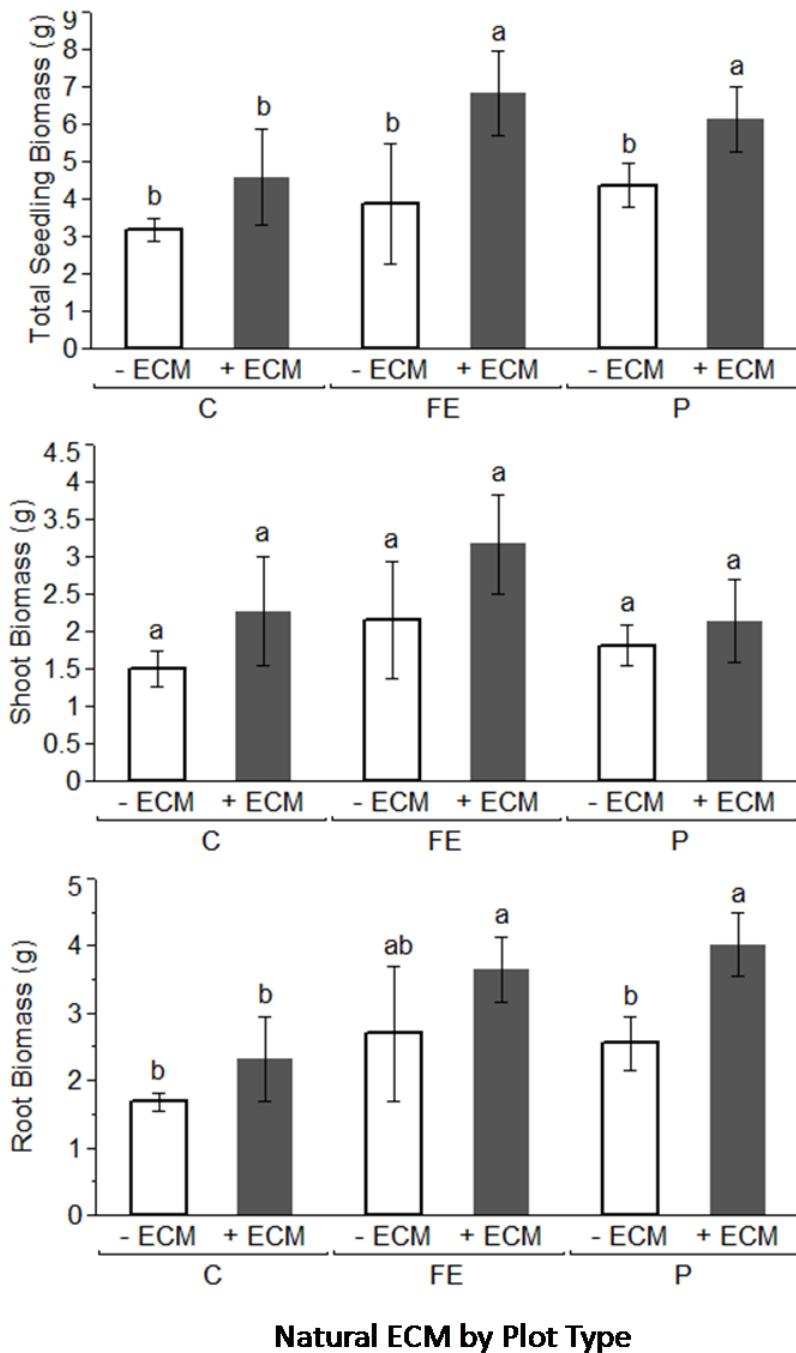 Total Seedling Biomass (g)
9
8
7
6
5
4
3
2
1
0
b
b
b
a
b
a
- ECM
+ ECM
- ECM
+ ECM
- ECM
+ ECM
C
FE
P
Shoot Biomass (g)
4.5
4
3.5
3
2.5
2
1.5
1
0.5
0
a
a
a
a
a
a
- ECM
+ ECM
- ECM
+ ECM
- ECM
+ ECM
C
FE
P
Root Biomass (g)
5
4
3
2
1
0
b
b
ab
a
b
a
- ECM
+ ECM
- ECM
+ ECM
- ECM
+ ECM
C
FE
P
Natural ECM by Plot Type